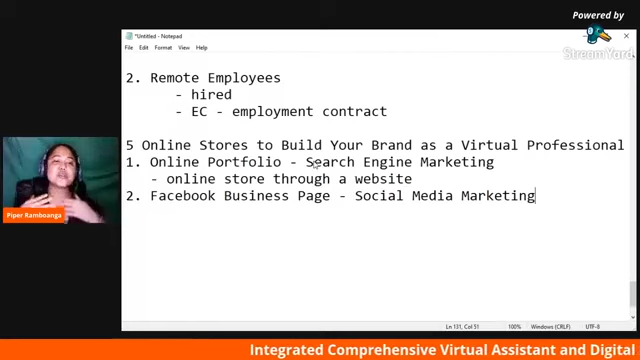 Powered by
StreamYard
*Untitled - Notepad
File Edit Format View Help
2. Remote Employees
- hired
- EC - employment contract
5 Online Stores to Build Your Brand as a Virtual Professional
1. Online Portfolio - Search Engine Marketing
- online store through a website
2. Facebook Business Page - Social Media Marketing
Piper Ramboanga
Ln 131, Col 51 100% Windows (CRLF) UTF-8
Integrated Comprehensive Virtual Assistant and Digital